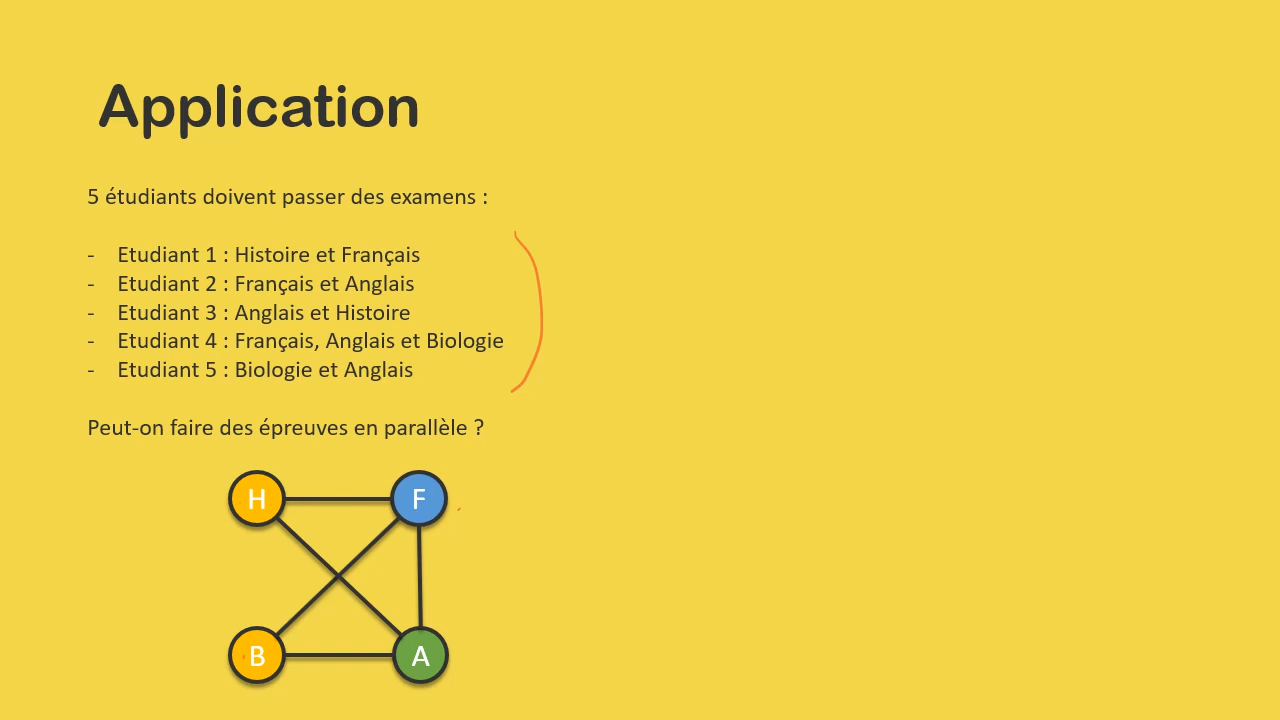 Application
5 étudiants doivent passer des examens :
- Etudiant 1 : Histoire et Français
- Etudiant 2 : Français et Anglais
- Etudiant 3 : Anglais et Histoire
- Etudiant 4 : Français, Anglais et Biologie
- Etudiant 5 : Biologie et Anglais
Peut-on faire des épreuves en parallèle ?
H F
B A